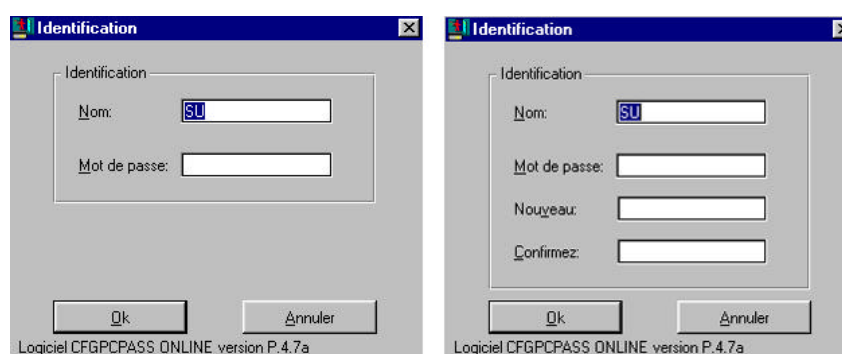 Identification
Identification
Nom: SU
Mot de passe:
Ok Annuler
Logiciel CFGPCPASS ONLINE version P.4.7a
Identification
Identification
Nom: SU
Mot de passe:
Nouveau:
Confirmez:
Ok Annuler
Logiciel CFGPCPASS ONLINE version P.4.7a